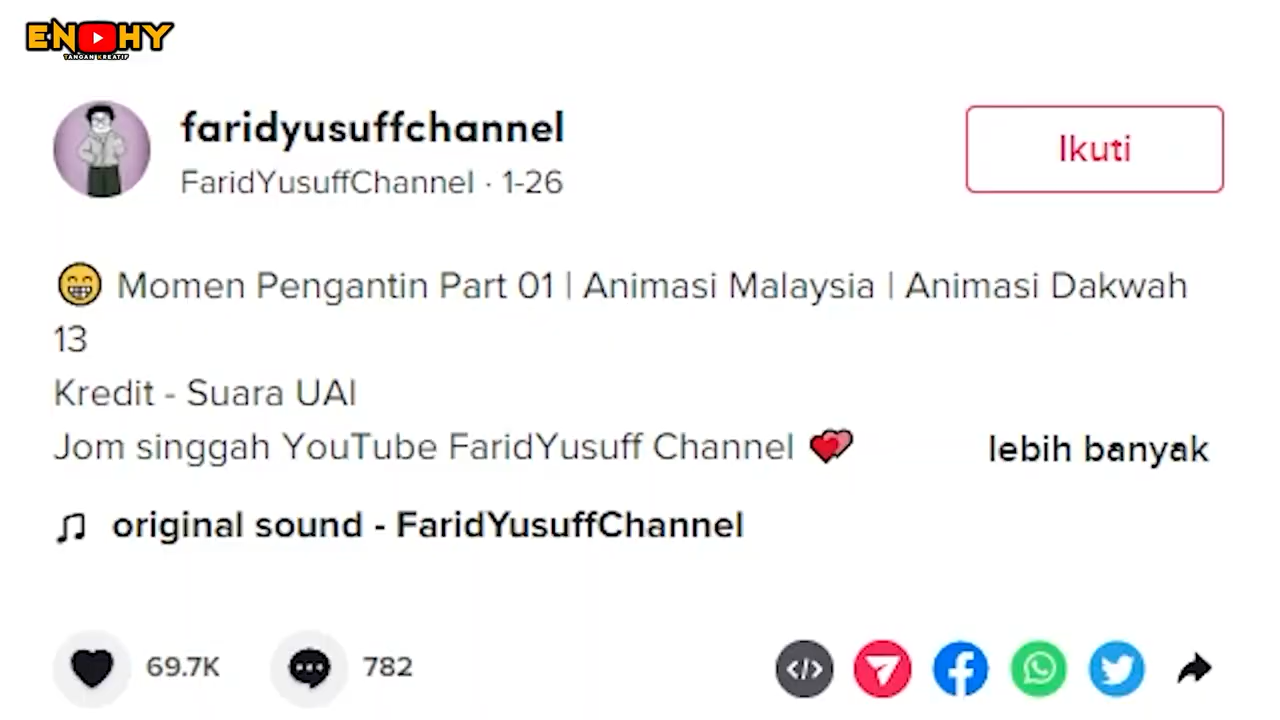 ENOHY
TANGAN KREATIF
faridyusuffchannel
FaridYusuffChannel · 1-26
Ikuti
😁 Momen Pengantin Part 01 | Animasi Malaysia | Animasi Dakwah
13
Kredit - Suara UAI
Jom singgah YouTube FaridYusuff Channel 💕 lebih banyak
original sound - FaridYusuffChannel
69.7K 782